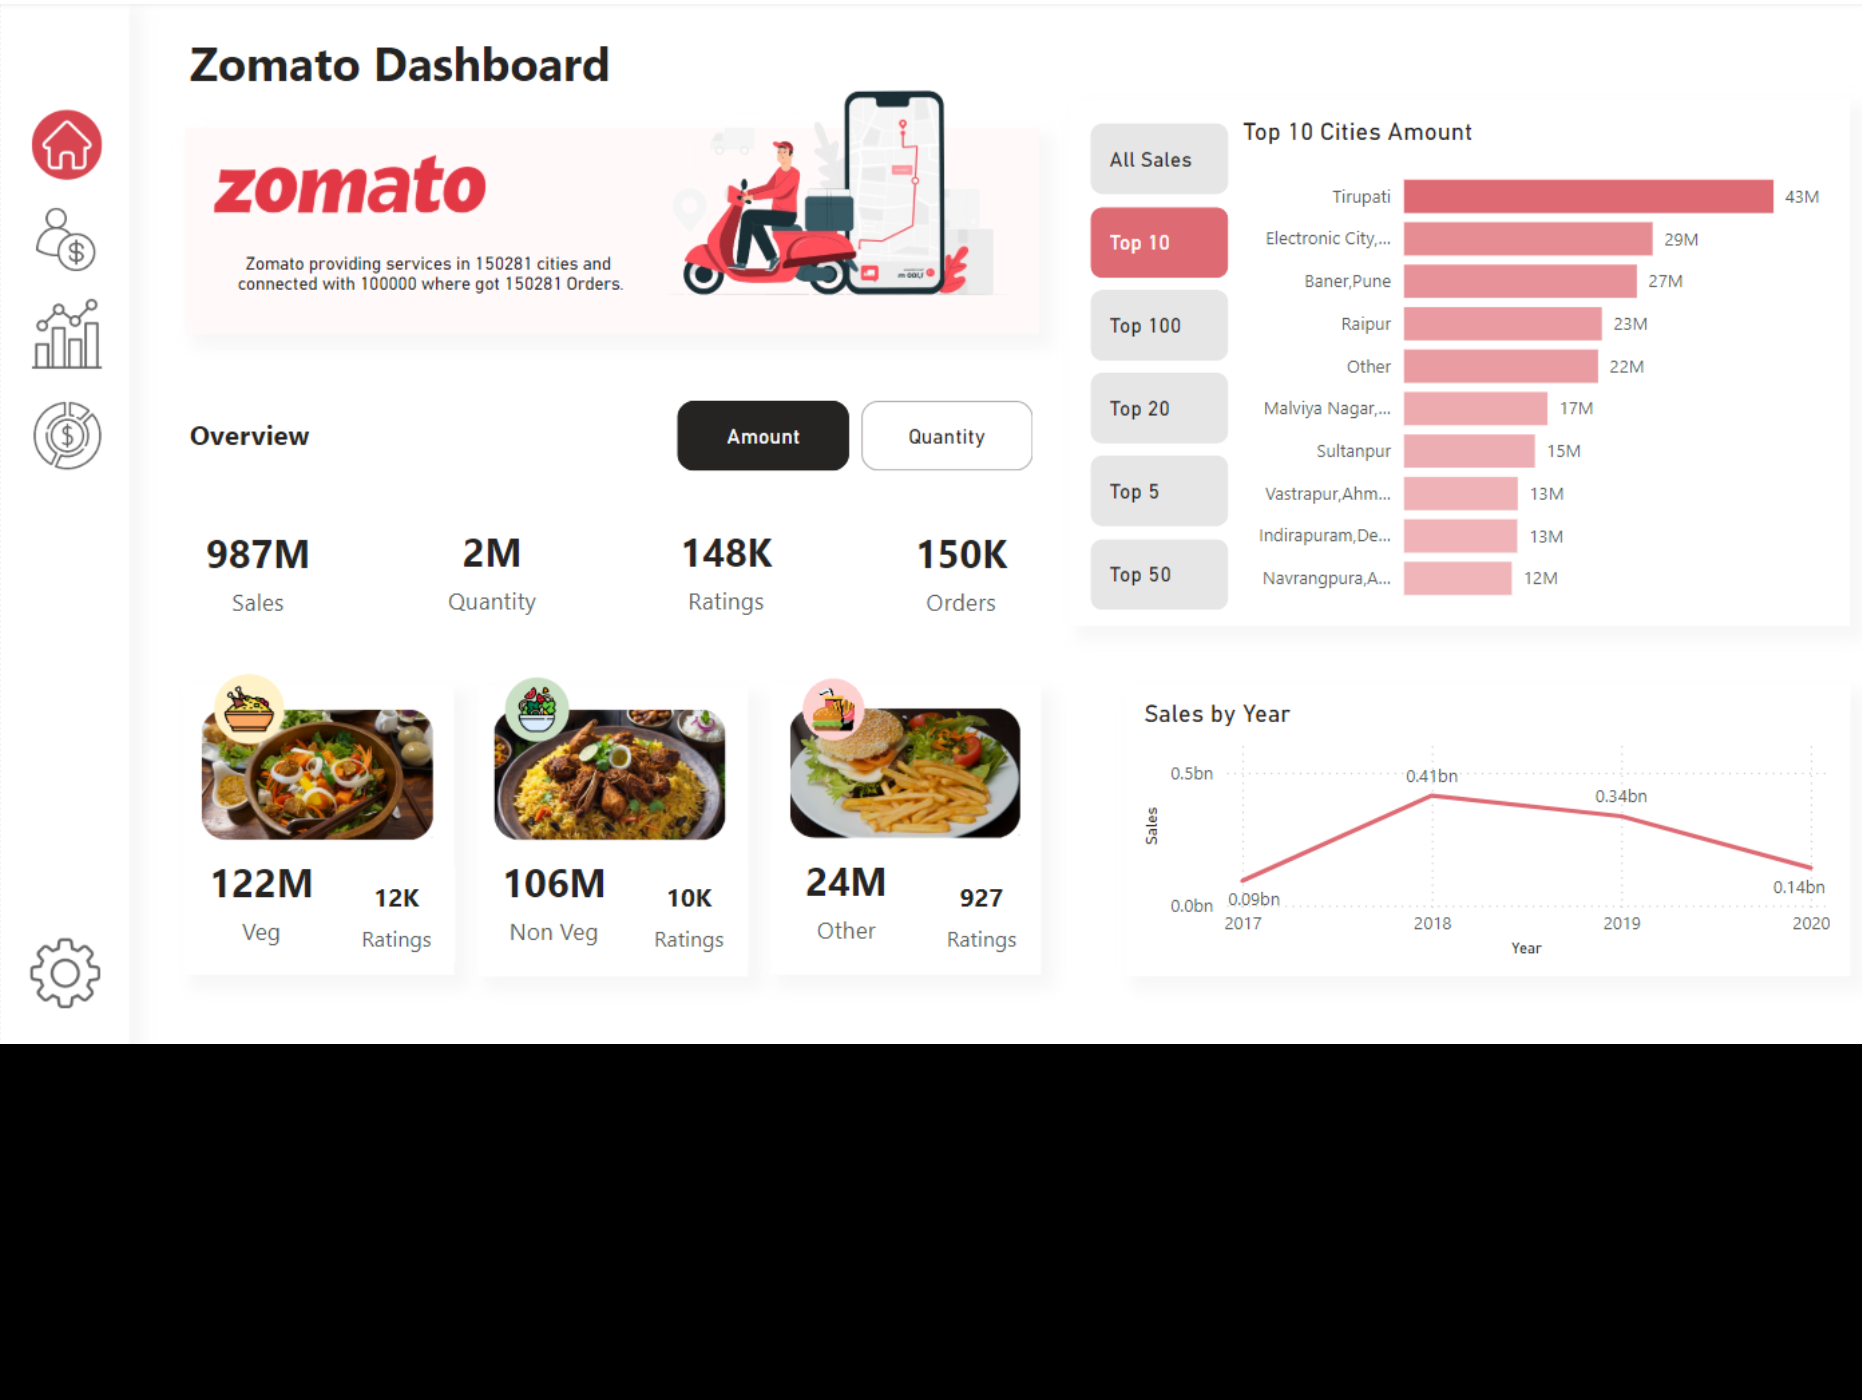 Zomato Dashboard
zomato
Zomato providing services in 150281 cities and
connected with 100000 where got 150281 Orders.
Overview
Amount
Quantity
987M
Sales
2M
Quantity
148K
Ratings
150K
Orders
122M
Veg
12K
Ratings
106M
Non Veg
10K
Ratings
24M
Other
927
Ratings
All Sales
Top 10
Top 100
Top 20
Top 5
Top 50
Top 10 Cities Amount
Tirupati 43M
Electronic City,... 29M
Baner,Pune 27M
Raipur 23M
Other 22M
Malviya Nagar,... 17M
Sultanpur 15M
Vastrapur,Ahm... 13M
Indirapuram,De... 13M
Navrangpura,A... 12M
Sales by Year
Sales
0.5bn
0.0bn
0.09bn
0.41bn
0.34bn
0.14bn
2017 2018 2019 2020
Year